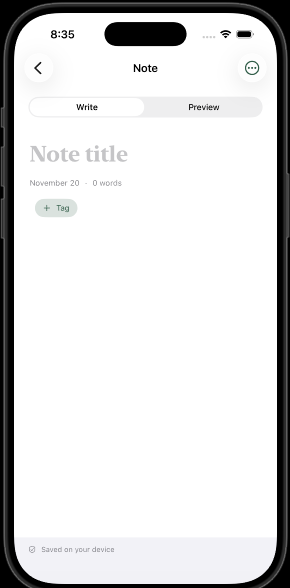 8:35
Note
Write Preview
Note title
November 20 · 0 words
+ Tag
Saved on your device